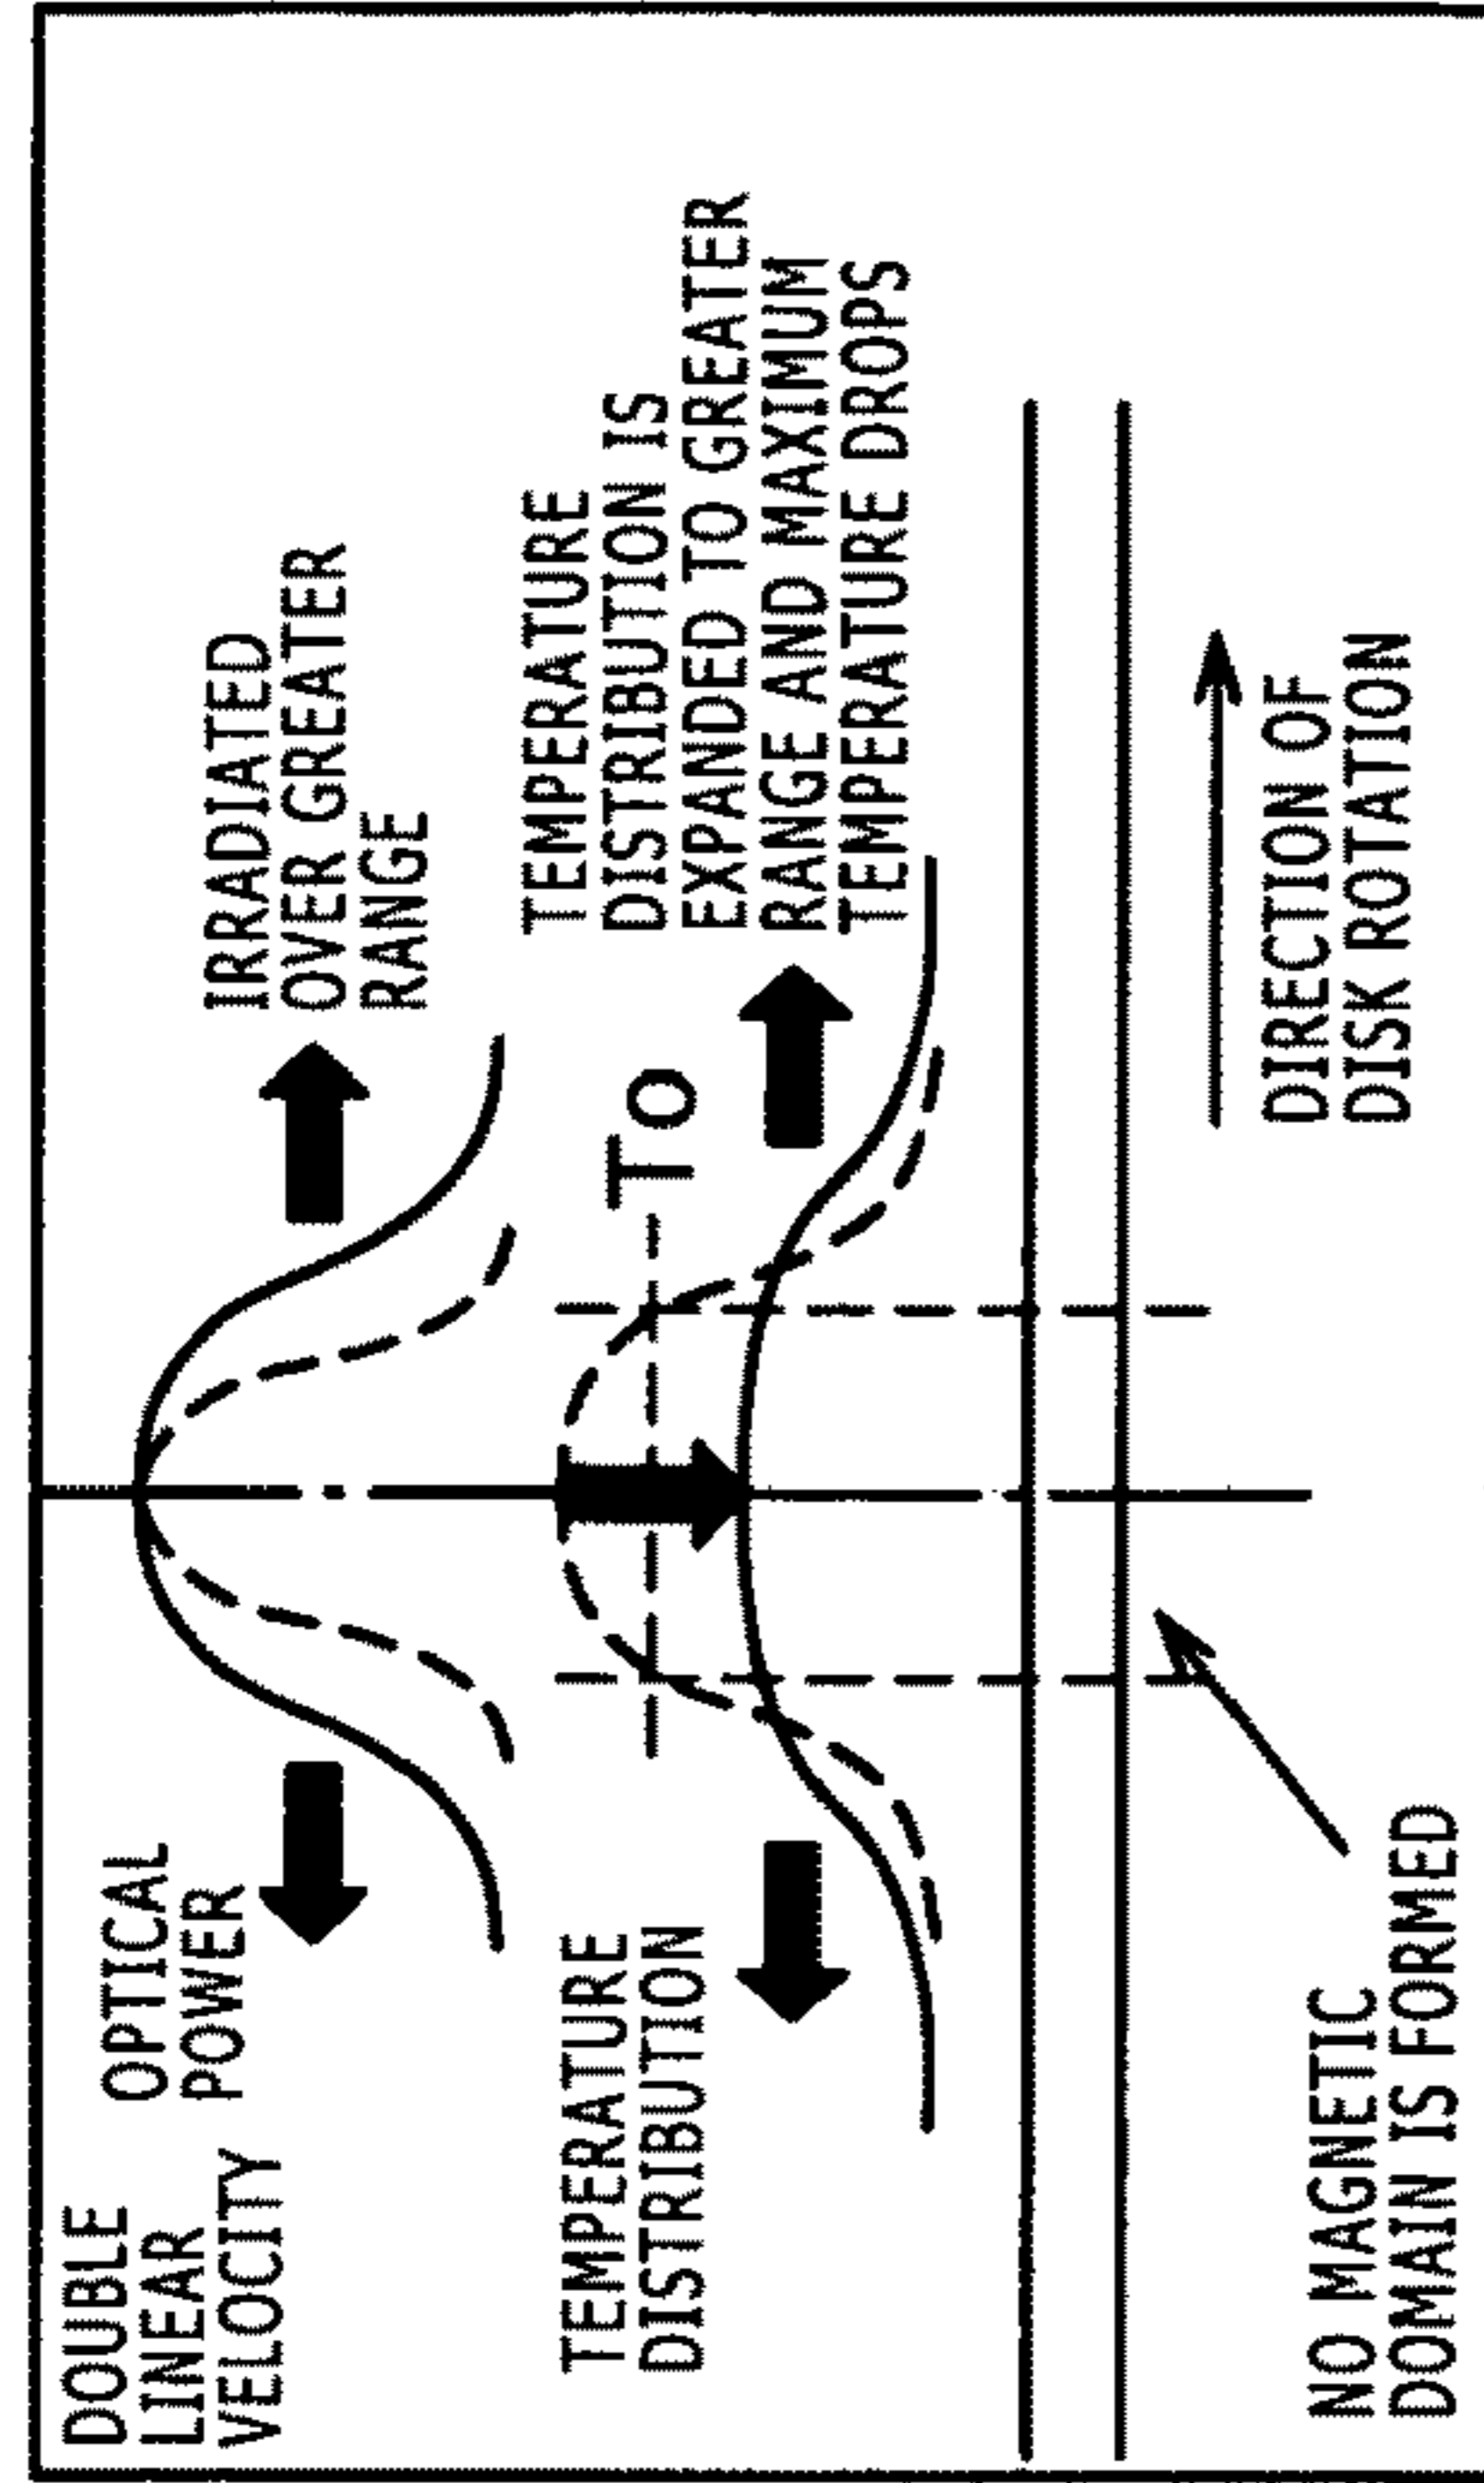 DOUBLE
LINEAR
VELOCITY
OPTICAL
POWER
IRRADIATED
OVER GREATER
RANGE
TEMPERATURE
DISTRIBUTION
TO
TEMPERATURE
DISTRIBUTION IS
EXPANDED TO GREATER
RANGE AND MAXIMUM
TEMPERATURE DROPS
NO MAGNETIC
DOMAIN IS FORMED
DIRECTION OF
DISK ROTATION